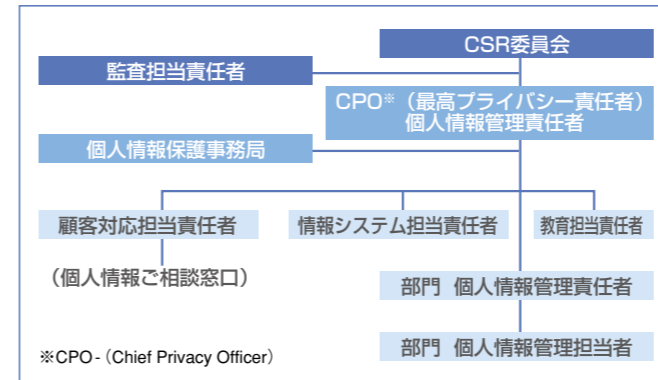 CSR委員会
監査担当責任者
CPO※（最高プライバシー責任者）
個人情報管理責任者
個人情報保護事務局
顧客対応担当責任者
情報システム担当責任者
教育担当責任者
（個人情報ご相談窓口）
部門 個人情報管理責任者
部門 個人情報管理担当者
※CPO-（Chief Privacy Officer）